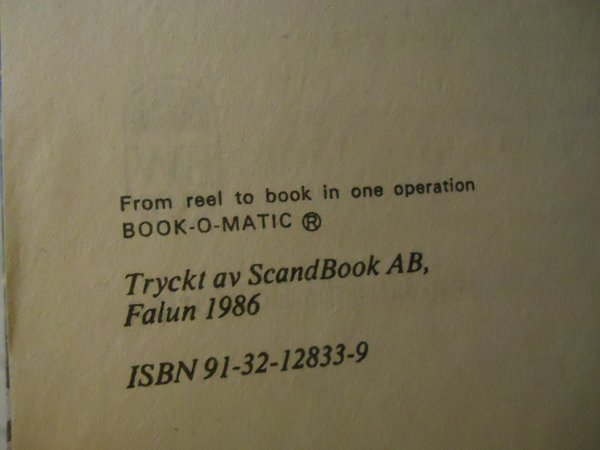 From reel to book in one operation
BOOK-O-MATIC ®
Tryckt av ScandBook AB,
Falun 1986
ISBN 91-32-12833-9